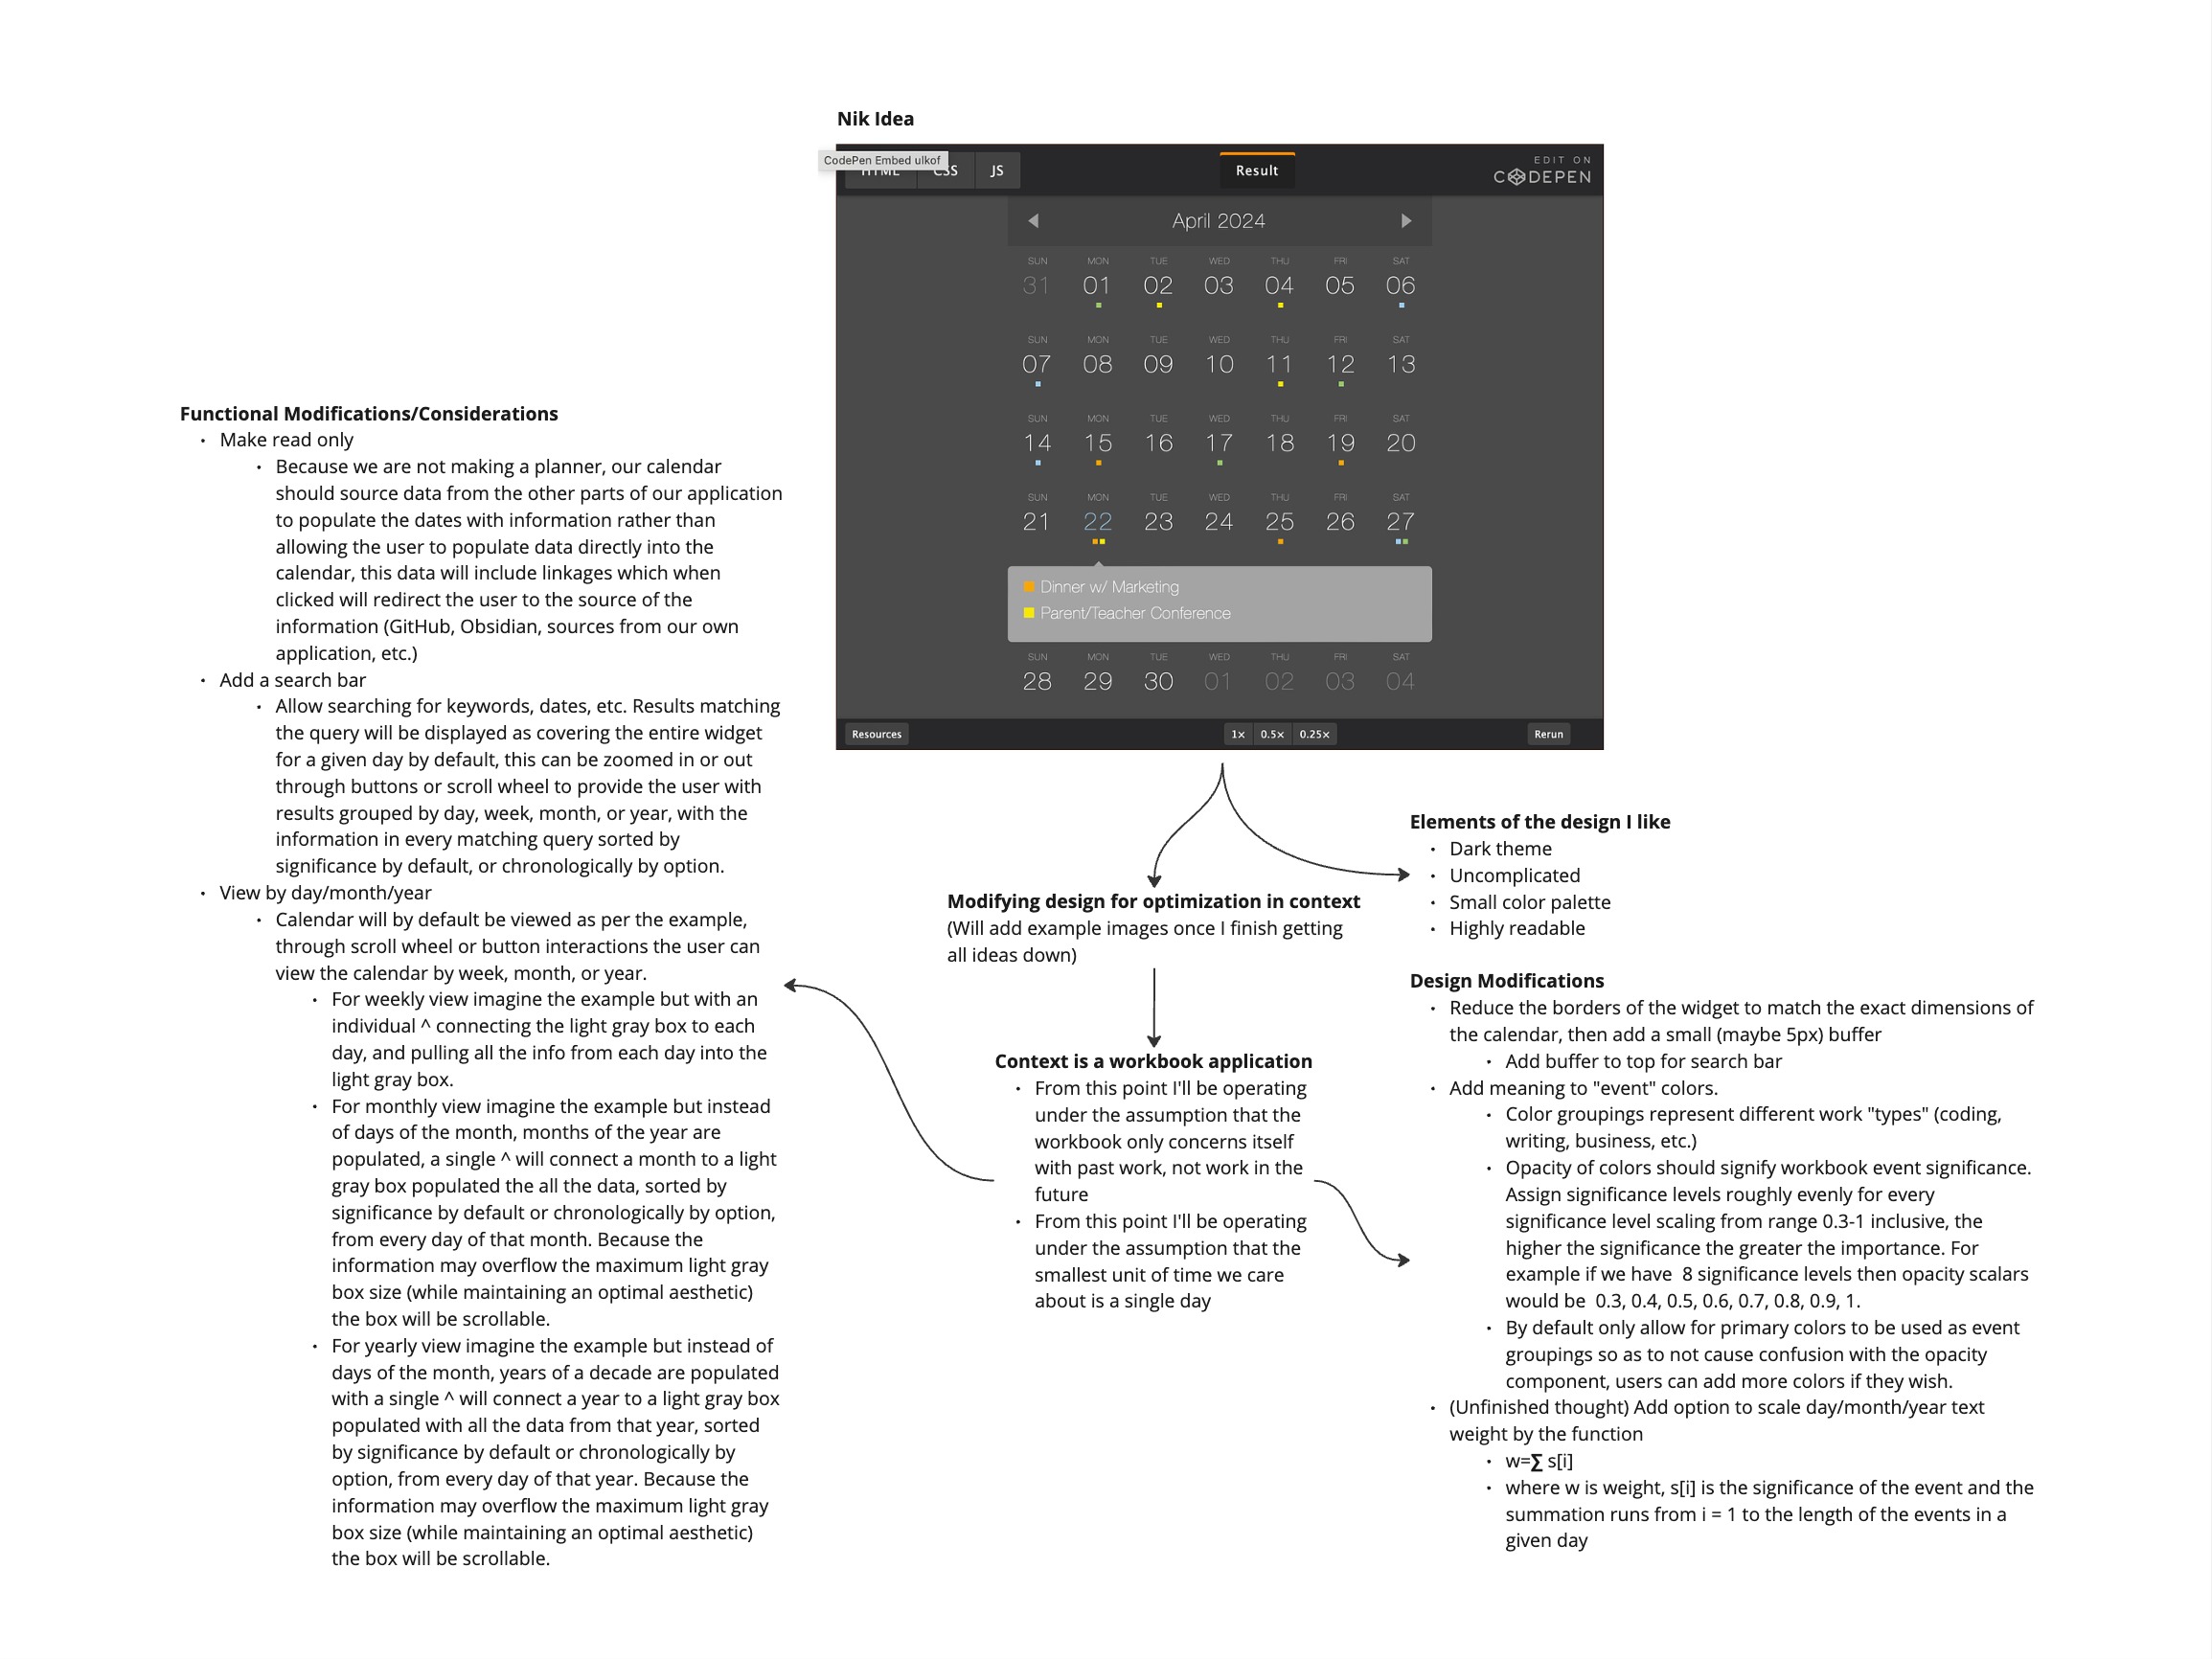 Nik Idea
CodePen Embed ulkof
HTML CSS JS
Result
EDIT ON
CODEPEN
April 2024
SUN MON TUE WED THU FRI SAT
31 01 02 03 04 05 06
SUN MON TUE WED THU FRI SAT
07 08 09 10 11 12 13
SUN MON TUE WED THU FRI SAT
14 15 16 17 18 19 20
SUN MON TUE WED THU FRI SAT
21 22 23 24 25 26 27
Dinner w/ Marketing
Parent/Teacher Conference
SUN MON TUE WED THU FRI SAT
28 29 30 01 02 03 04
Resources
1x 0.5x 0.25x
Rerun
Functional Modifications/Considerations
• Make read only
• Because we are not making a planner, our calendar
should source data from the other parts of our application
to populate the dates with information rather than
allowing the user to populate data directly into the
calendar, this data will include linkages which when
clicked will redirect the user to the source of the
information (GitHub, Obsidian, sources from our own
application, etc.)
• Add a search bar
• Allow searching for keywords, dates, etc. Results matching
the query will be displayed as covering the entire widget
for a given day by default, this can be zoomed in or out
through buttons or scroll wheel to provide the user with
results grouped by day, week, month, or year, with the
information in every matching query sorted by
significance by default, or chronologically by option.
• View by day/month/year
• Calendar will by default be viewed as per the example,
through scroll wheel or button interactions the user can
view the calendar by week, month, or year.
• For weekly view imagine the example but with an
individual ^ connecting the light gray box to each
day, and pulling all the info from each day into the
light gray box.
• For monthly view imagine the example but instead
of days of the month, months of the year are
populated, a single ^ will connect a month to a light
gray box populated the all the data, sorted by
significance by default or chronologically by option,
from every day of that month. Because the
information may overflow the maximum light gray
box size (while maintaining an optimal aesthetic)
the box will be scrollable.
• For yearly view imagine the example but instead of
days of the month, years of a decade are populated
with a single ^ will connect a year to a light gray box
populated with all the data from that year, sorted
by significance by default or chronologically by
option, from every day of that year. Because the
information may overflow the maximum light gray
box size (while maintaining an optimal aesthetic)
the box will be scrollable.
Modifying design for optimization in context
(Will add example images once I finish getting
all ideas down)
Context is a workbook application
• From this point I'll be operating
under the assumption that the
workbook only concerns itself
with past work, not work in the
future
• From this point I'll be operating
under the assumption that the
smallest unit of time we care
about is a single day
Elements of the design I like
• Dark theme
• Uncomplicated
• Small color palette
• Highly readable
Design Modifications
• Reduce the borders of the widget to match the exact dimensions of
the calendar, then add a small (maybe 5px) buffer
• Add buffer to top for search bar
• Add meaning to "event" colors.
• Color groupings represent different work "types" (coding,
writing, business, etc.)
• Opacity of colors should signify workbook event significance.
Assign significance levels roughly evenly for every
significance level scaling from range 0.3-1 inclusive, the
higher the significance the greater the importance. For
example if we have 8 significance levels then opacity scalars
would be 0.3, 0.4, 0.5, 0.6, 0.7, 0.8, 0.9, 1.
• By default only allow for primary colors to be used as event
groupings so as to not cause confusion with the opacity
component, users can add more colors if they wish.
• (Unfinished thought) Add option to scale day/month/year text
weight by the function
• w=∑ s[i]
• where w is weight, s[i] is the significance of the event and the
summation runs from i = 1 to the length of the events in a
given day